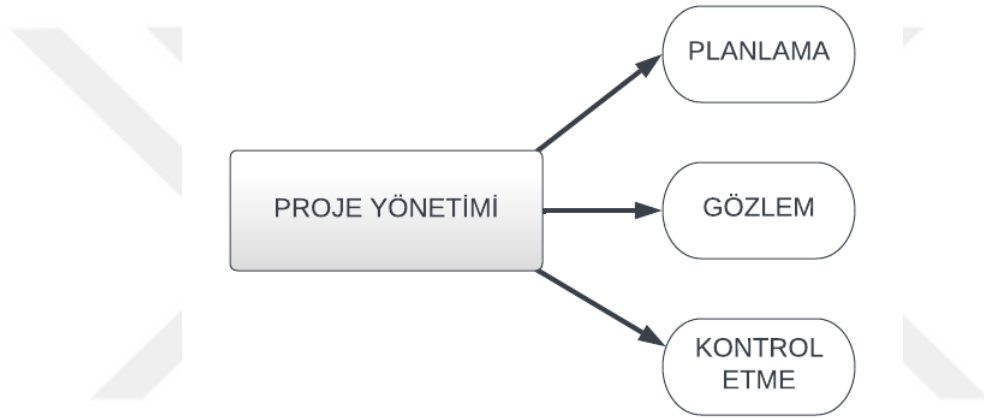 PLANLAMA
PROJE YÖNETİMİ
GÖZLEM
KONTROL
ETME